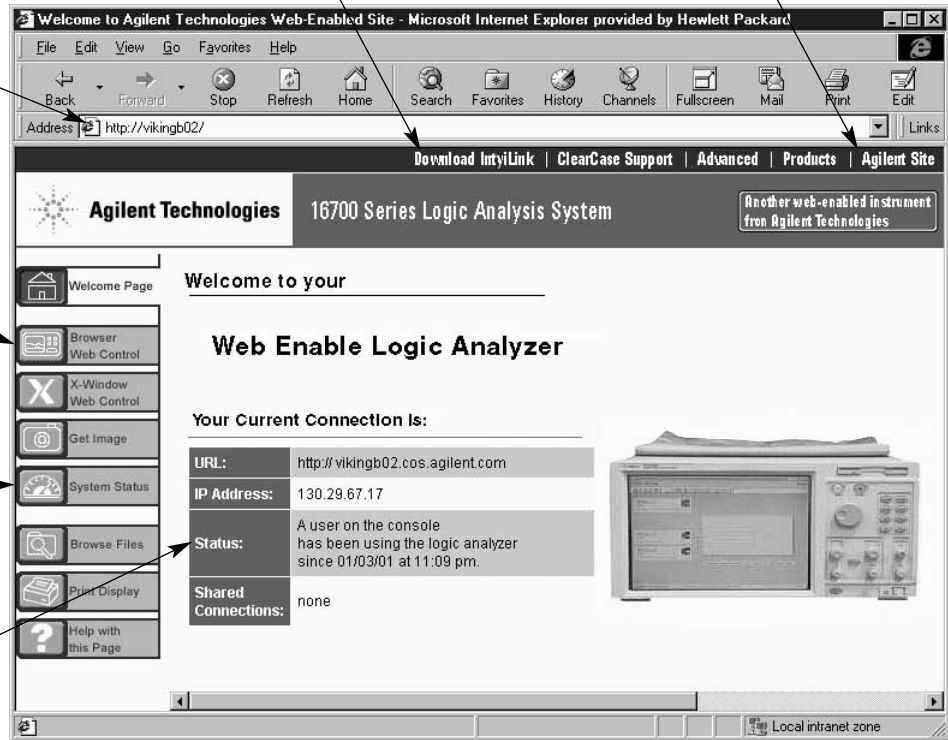 Welcome to Agilent Technologies Web-Enabled Site - Microsoft Internet Explorer provided by Hewlett Packard
File Edit View Go Favorites Help
Back Forward Stop Refresh Home Search Favorites History Channels Fullscreen Mail Print Edit
Address http://vikingb02/ Links
Download IntyiLink | ClearCase Support | Advanced | Products | Agilent Site
Agilent Technologies
16700 Series Logic Analysis System
Another web-enabled instrument
fron Agilent Technologies
Welcome Page
Browser
Web Control
X-Window
Web Control
Get Image
System Status
Browse Files
Print Display
Help with
this Page
Welcome to your
Web Enable Logic Analyzer
Your Current Connection Is:
URL: http://vikingb02.cos.agilent.com
IP Address: 130.29.67.17
Status: A user on the console
has been using the logic analyzer
since 01/03/01 at 11:09 pm.
Shared
Connections: none
Local intranet zone